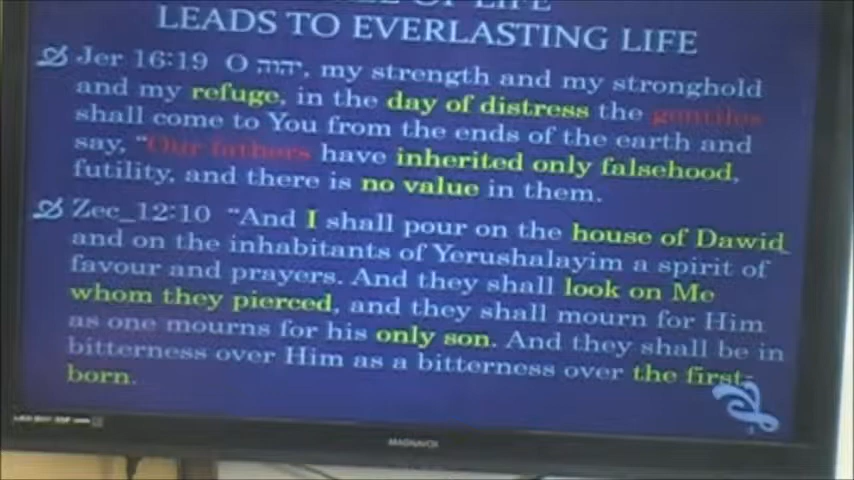 OF LIFE
LEADS TO EVERLASTING LIFE
Jer 16:19 O יהוה, my strength and my stronghold
and my refuge, in the day of distress the gentiles
shall come to You from the ends of the earth and
say, “Our fathers have inherited only falsehood,
futility, and there is no value in them.
Zec_12:10 “And I shall pour on the house of Dawid
and on the inhabitants of Yerushalayim a spirit of
favour and prayers. And they shall look on Me
whom they pierced, and they shall mourn for Him
as one mourns for his only son. And they shall be in
bitterness over Him as a bitterness over the first-
born.
MAGNAVOX